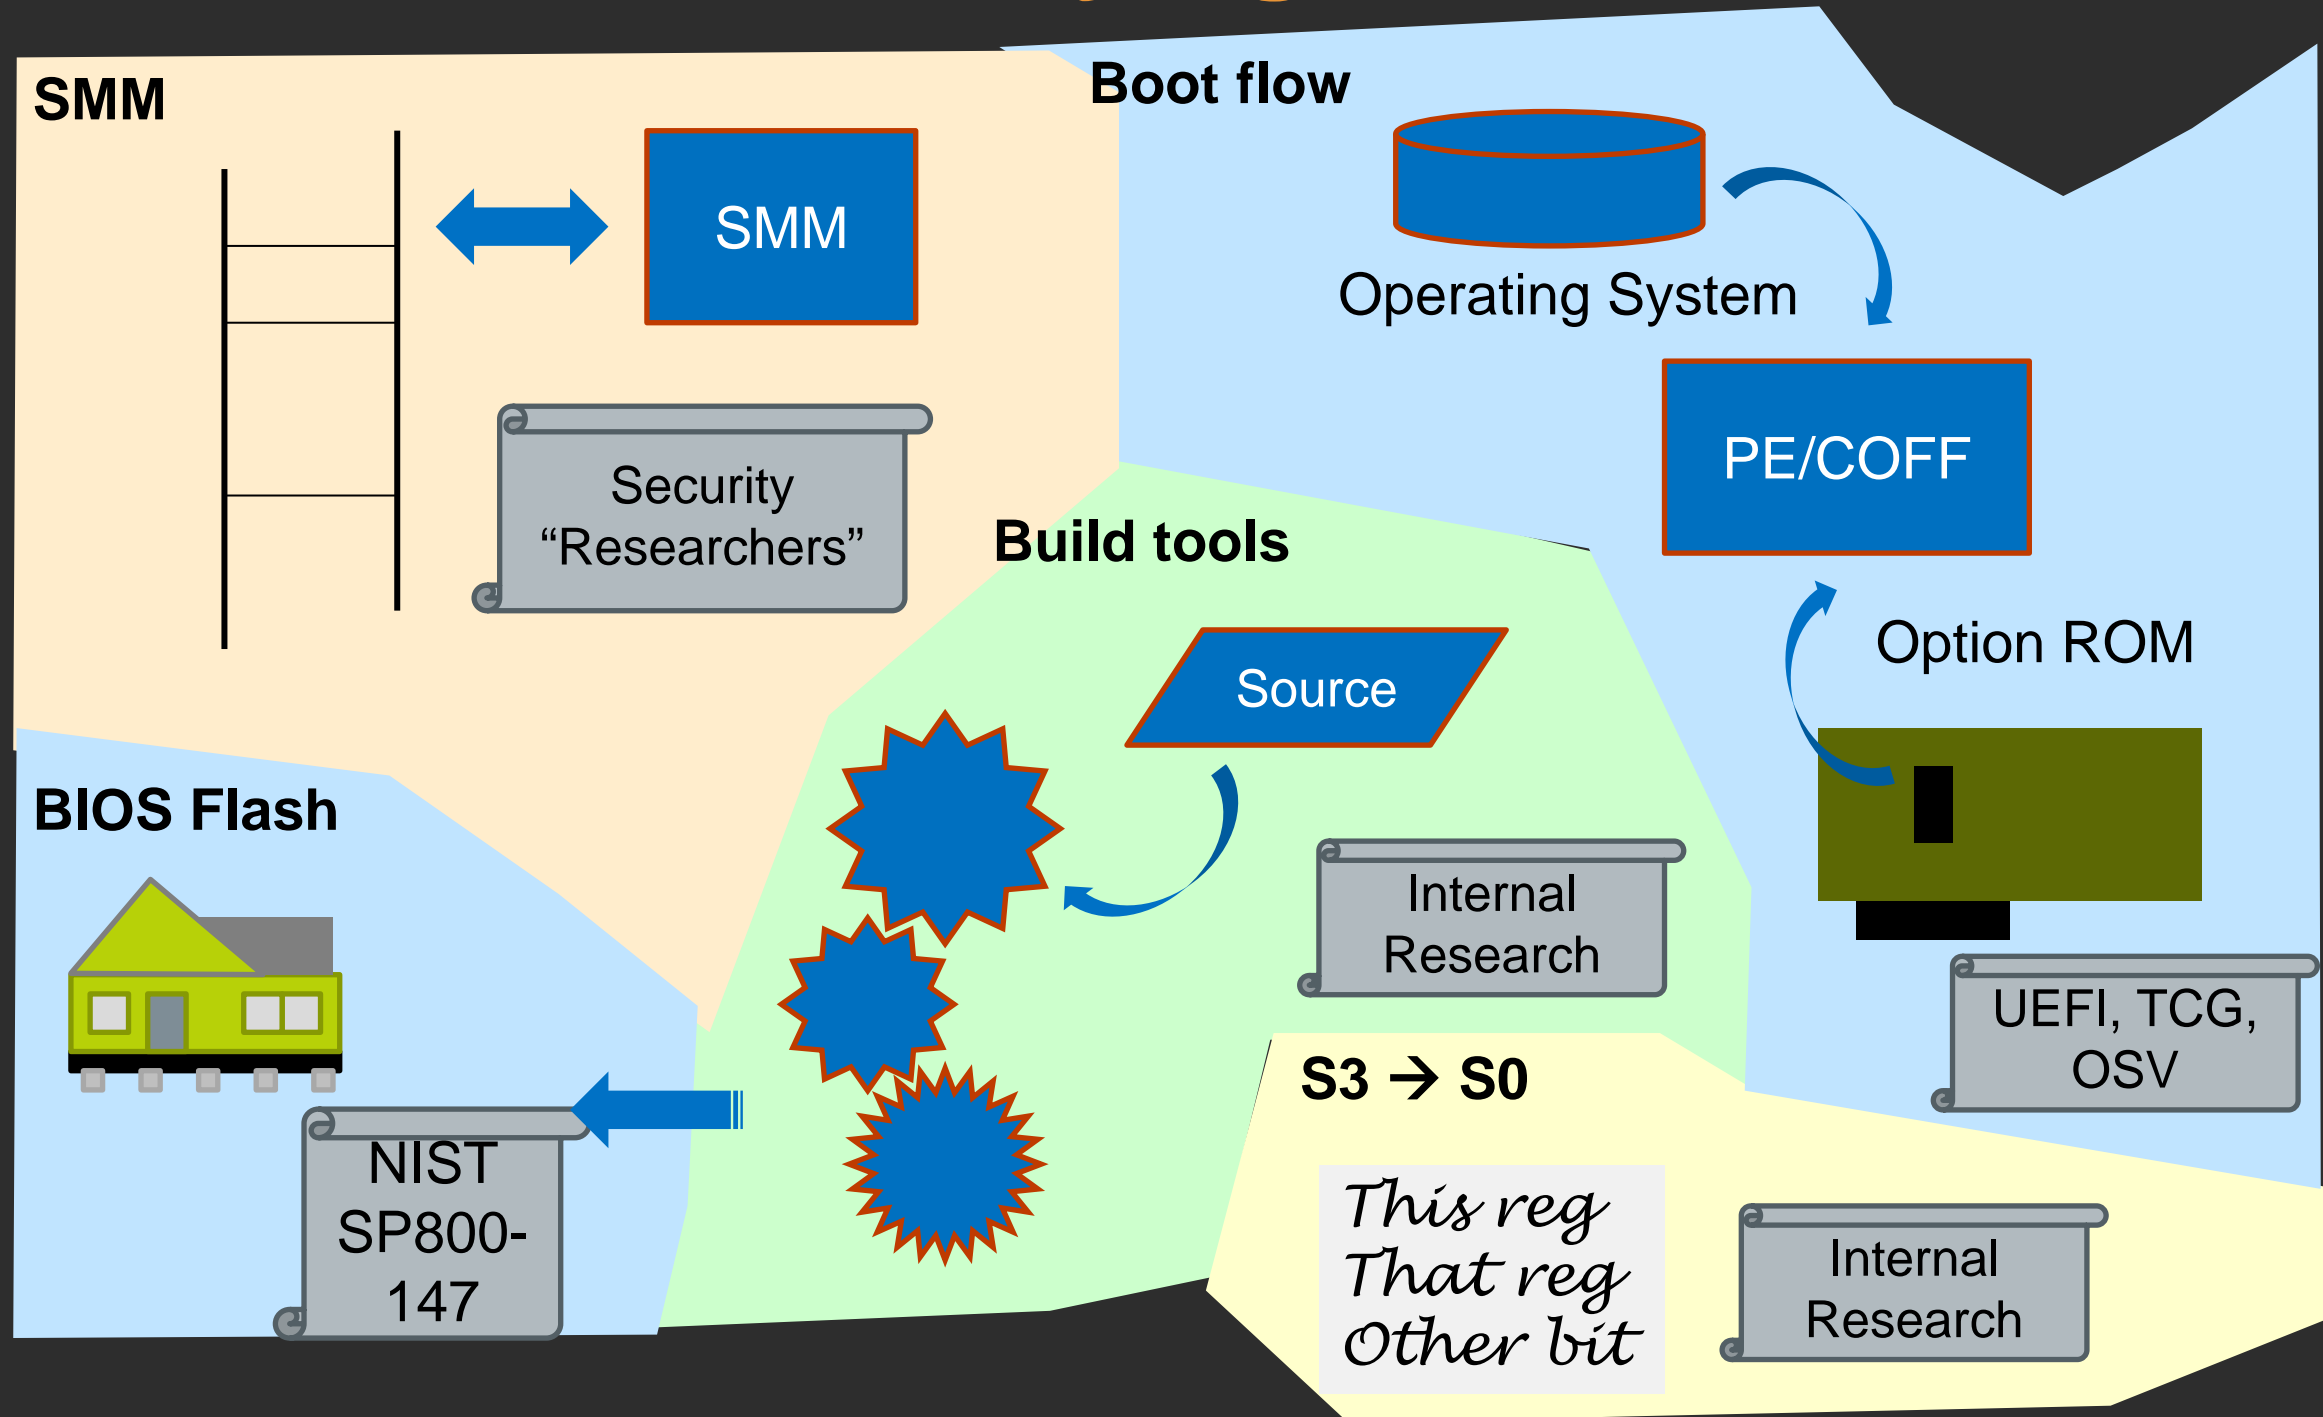 SMM
SMM
Security
“Researchers”
Boot flow
Operating System
PE/COFF
Option ROM
UEFI, TCG,
OSV
Build tools
Source
Internal
Research
BIOS Flash
NIST
SP800-
147
S3 → S0
This reg
That reg
Other bit
Internal
Research